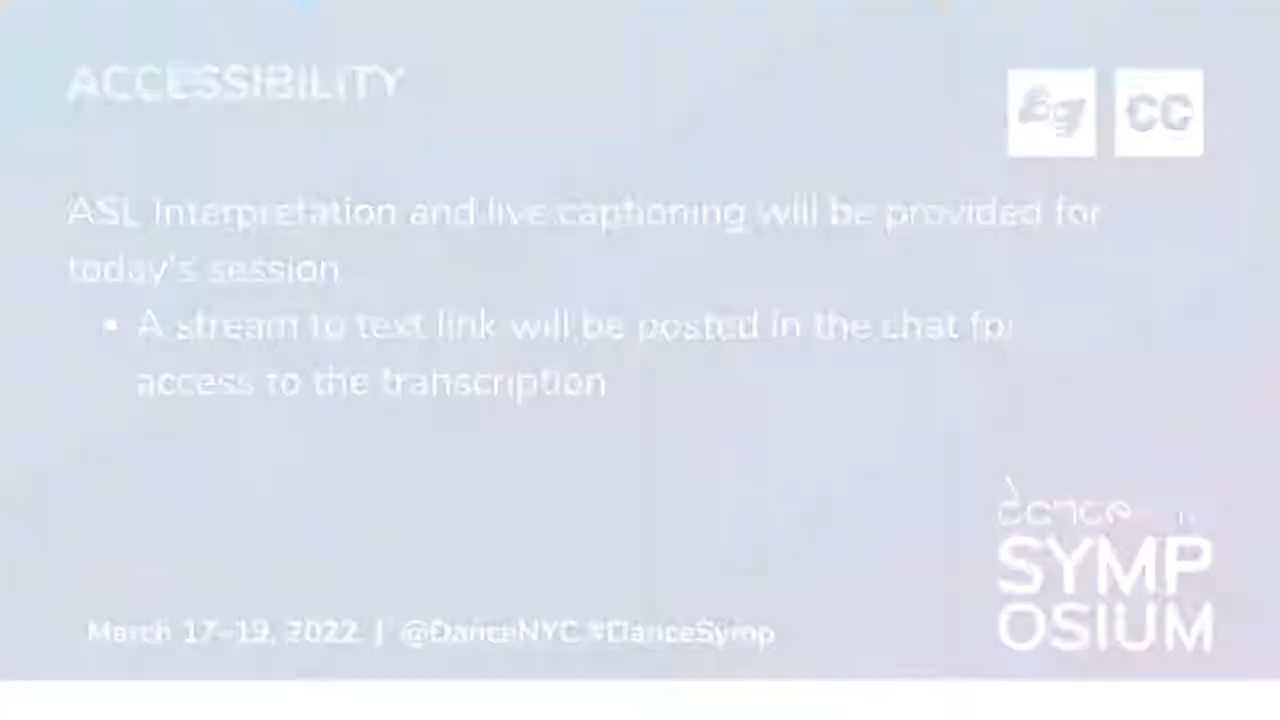 ACCESSIBILITY
CC
ASL Interpretation and live captioning will be provided for
today's session
• A stream to text link will be posted in the chat for
access to the transcription
dance
SYMP
OSIUM
March 17-19, 2022 | @DanceNYC #DanceSymp